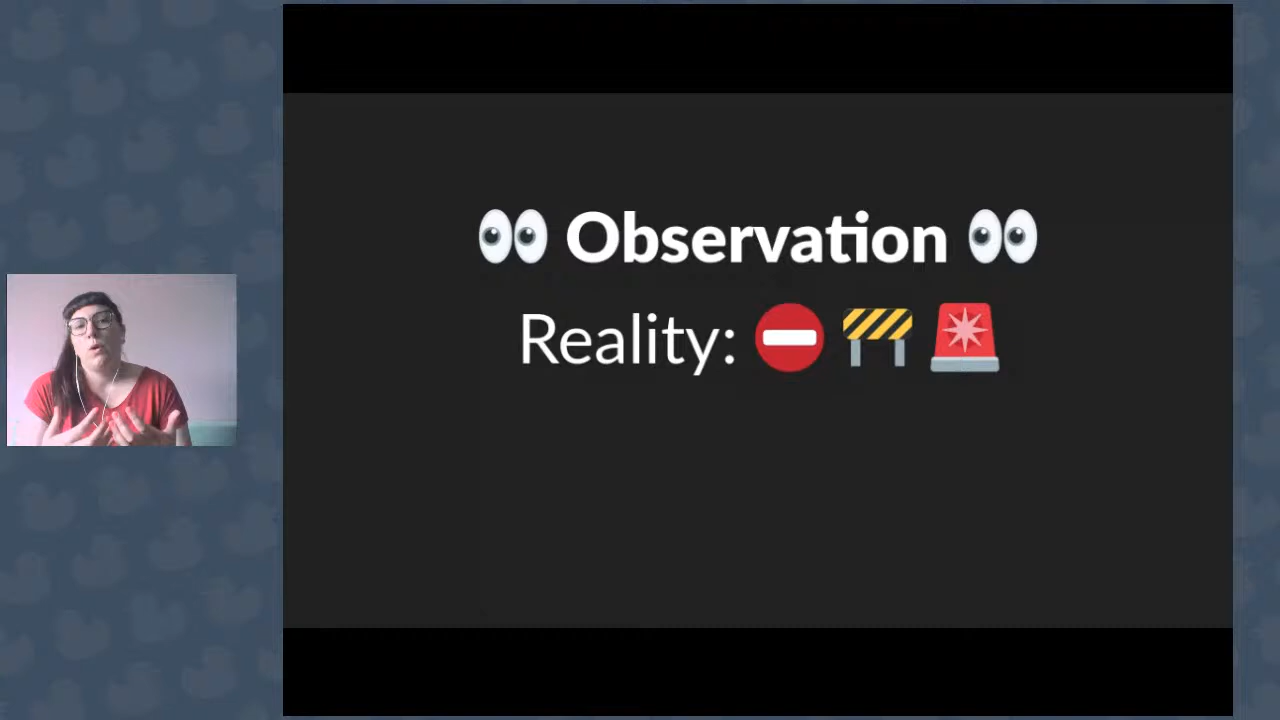 👀 Observation 👀
Reality: ⛔ 🚧 🚨